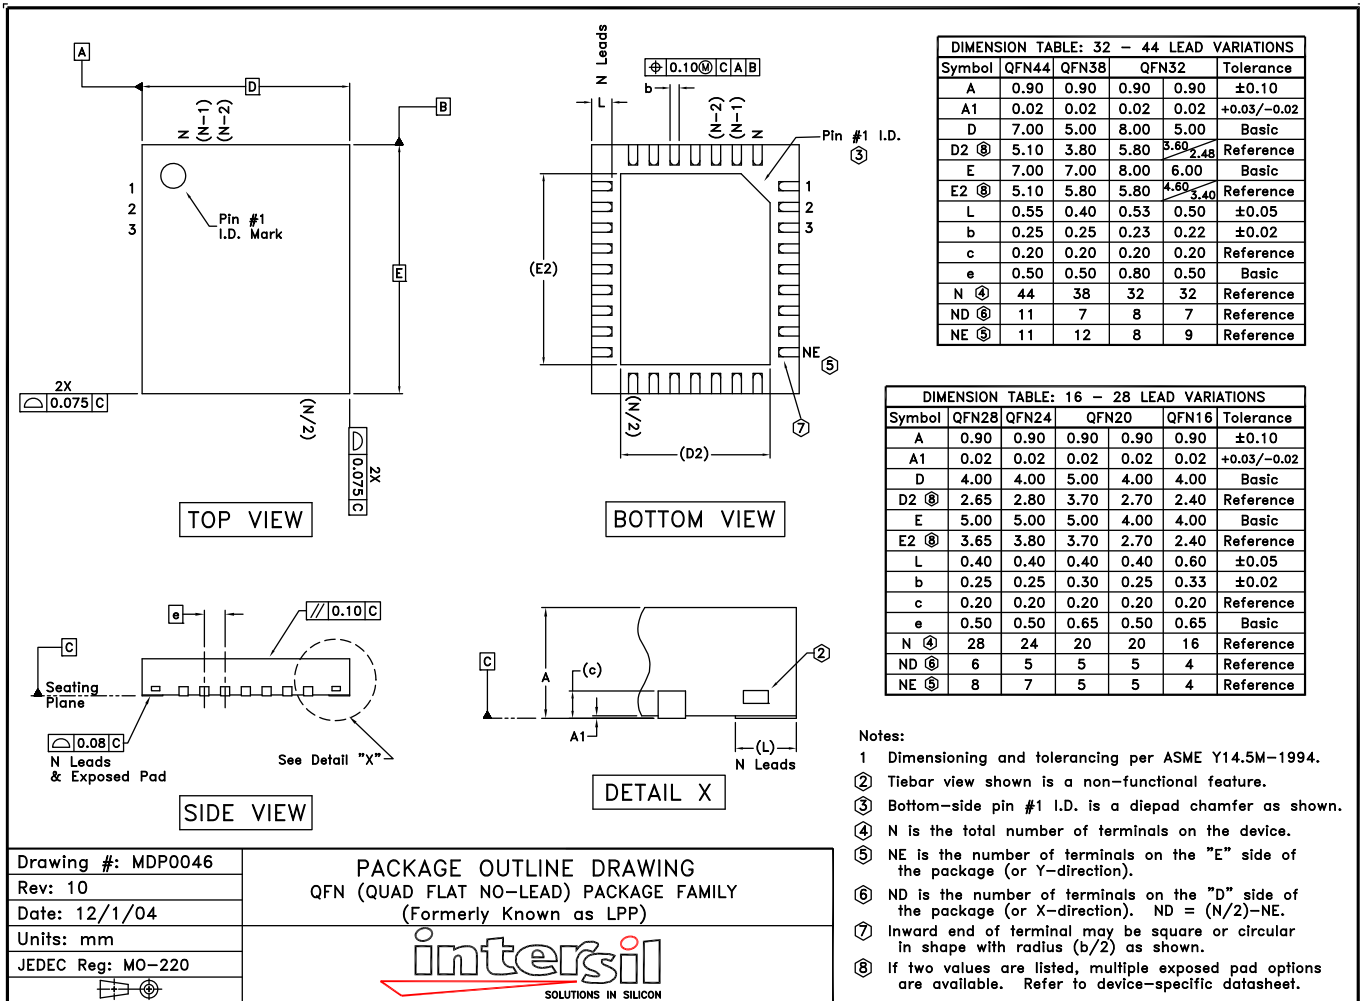 A
D
B
N
(N-1)
(N-2)
1
2
3
Pin #1
I.D. Mark
E
2X
0.075 C
(N/2)
2X
0.075 C
TOP VIEW
N Leads
L
b
0.10 Ⓜ C A B
(N-2)
(N-1)
N
Pin #1 I.D.
3
1
2
3
(E2)
NE
5
7
(N/2)
(D2)
BOTTOM VIEW
e
// 0.10 C
C
Seating
Plane
0.08 C
N Leads
& Exposed Pad
See Detail "X"
SIDE VIEW
C
A
(c)
2
A1
(L)
N Leads
DETAIL X
DIMENSION TABLE: 32 - 44 LEAD VARIATIONS
Symbol QFN44 QFN38 QFN32 Tolerance
A 0.90 0.90 0.90 0.90 ±0.10
A1 0.02 0.02 0.02 0.02 +0.03/-0.02
D 7.00 5.00 8.00 5.00 Basic
D2 8 5.10 3.80 5.80 3.60/2.48 Reference
E 7.00 7.00 8.00 6.00 Basic
E2 8 5.10 5.80 5.80 4.60/3.40 Reference
L 0.55 0.40 0.53 0.50 ±0.05
b 0.25 0.25 0.23 0.22 ±0.02
c 0.20 0.20 0.20 0.20 Reference
e 0.50 0.50 0.80 0.50 Basic
N 4 44 38 32 32 Reference
ND 6 11 7 8 7 Reference
NE 5 11 12 8 9 Reference
DIMENSION TABLE: 16 - 28 LEAD VARIATIONS
Symbol QFN28 QFN24 QFN20 QFN16 Tolerance
A 0.90 0.90 0.90 0.90 0.90 ±0.10
A1 0.02 0.02 0.02 0.02 0.02 +0.03/-0.02
D 4.00 4.00 5.00 4.00 4.00 Basic
D2 8 2.65 2.80 3.70 2.70 2.40 Reference
E 5.00 5.00 5.00 4.00 4.00 Basic
E2 8 3.65 3.80 3.70 2.70 2.40 Reference
L 0.40 0.40 0.40 0.40 0.60 ±0.05
b 0.25 0.25 0.30 0.25 0.33 ±0.02
c 0.20 0.20 0.20 0.20 0.20 Reference
e 0.50 0.50 0.65 0.50 0.65 Basic
N 4 28 24 20 20 16 Reference
ND 6 6 5 5 5 4 Reference
NE 5 8 7 5 5 4 Reference
Notes:
1 Dimensioning and tolerancing per ASME Y14.5M-1994.
2 Tiebar view shown is a non-functional feature.
3 Bottom-side pin #1 I.D. is a diepad chamfer as shown.
4 N is the total number of terminals on the device.
5 NE is the number of terminals on the "E" side of
the package (or Y-direction).
6 ND is the number of terminals on the "D" side of
the package (or X-direction). ND = (N/2)-NE.
7 Inward end of terminal may be square or circular
in shape with radius (b/2) as shown.
8 If two values are listed, multiple exposed pad options
are available. Refer to device-specific datasheet.
Drawing #: MDP0046
Rev: 10
Date: 12/1/04
Units: mm
JEDEC Reg: MO-220
PACKAGE OUTLINE DRAWING
QFN (QUAD FLAT NO-LEAD) PACKAGE FAMILY
(Formerly Known as LPP)
intersil
SOLUTIONS IN SILICON